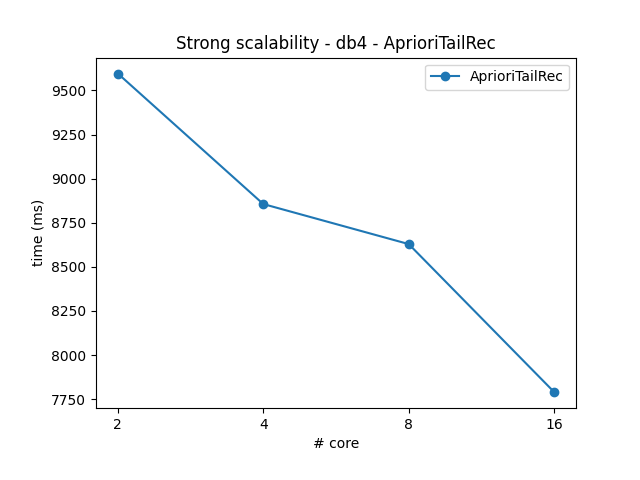 Strong scalability - db4 - AprioriTailRec
AprioriTailRec
9500
9250
9000
8750
8500
8250
8000
7750
time (ms)
2 4 8 16
# core